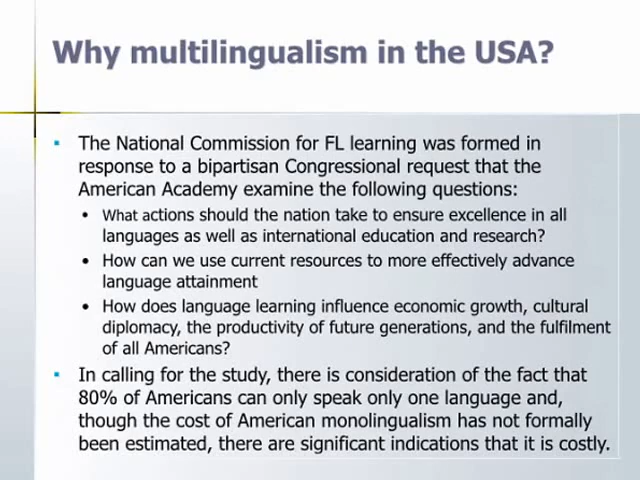 Why multilingualism in the USA?
The National Commission for FL learning was formed in
response to a bipartisan Congressional request that the
American Academy examine the following questions:
• What actions should the nation take to ensure excellence in all
languages as well as international education and research?
• How can we use current resources to more effectively advance
language attainment
• How does language learning influence economic growth, cultural
diplomacy, the productivity of future generations, and the fulfilment
of all Americans?
In calling for the study, there is consideration of the fact that
80% of Americans can only speak only one language and,
though the cost of American monolingualism has not formally
been estimated, there are significant indications that it is costly.